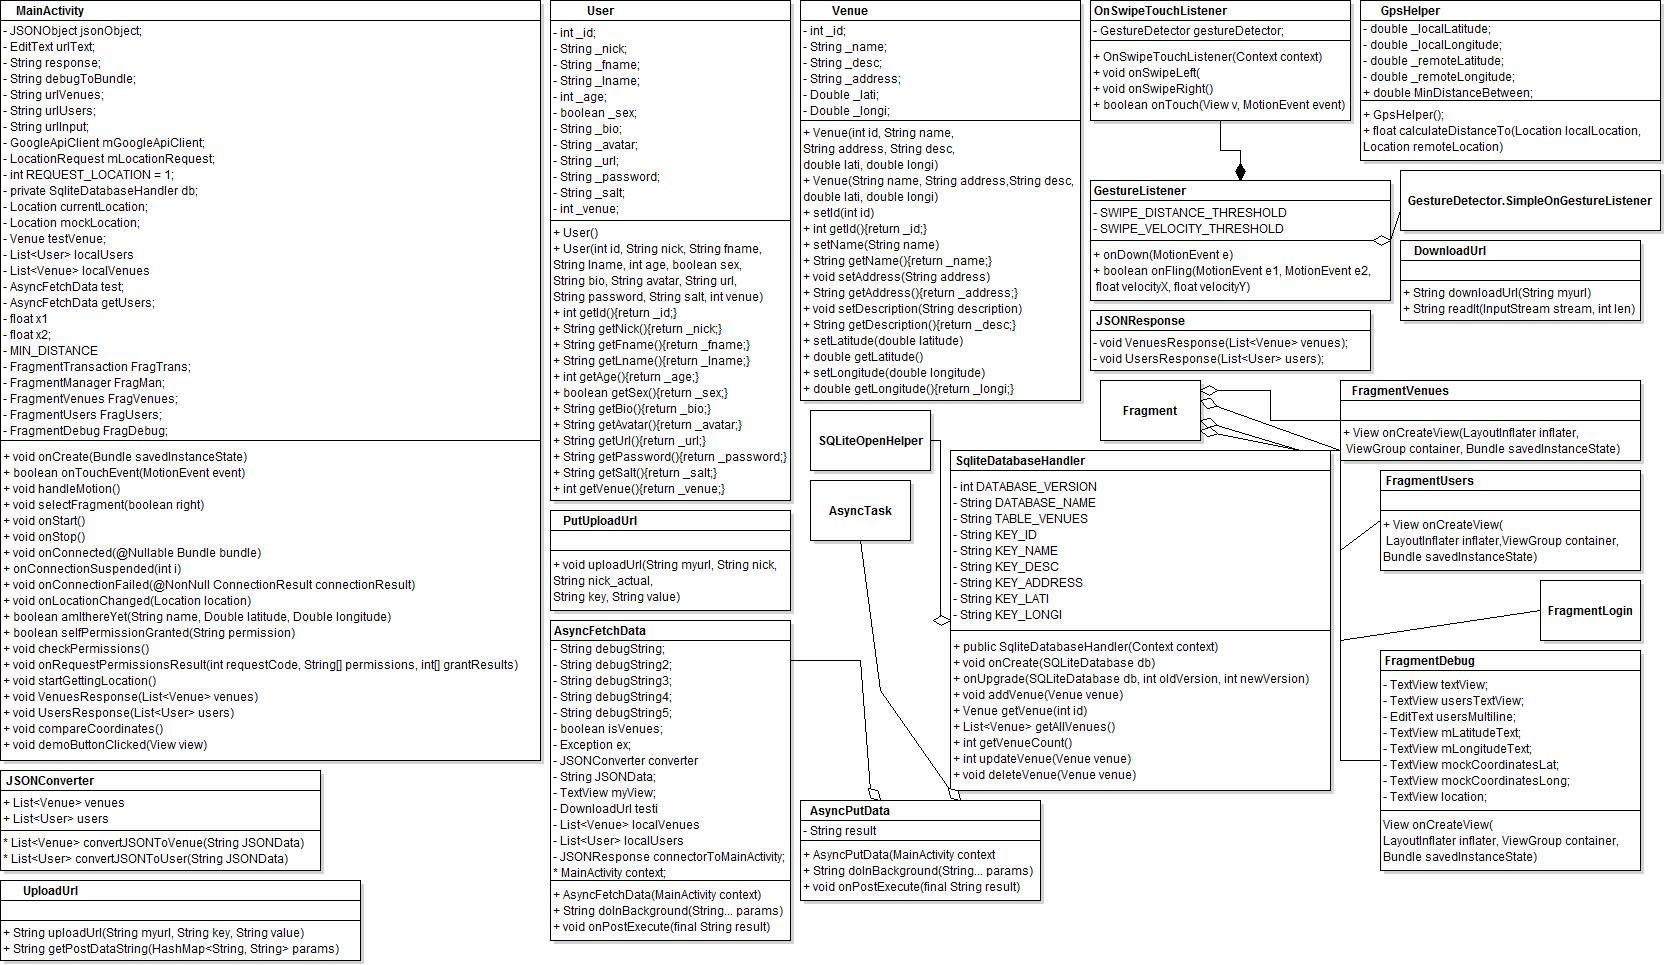 MainActivity
- JSONObject jsonObject;
- EditText urlText;
- String response;
- String debugToBundle;
- String urlVenues;
- String urlUsers;
- String urlInput;
- GoogleApiClient mGoogleApiClient;
- LocationRequest mLocationRequest;
- int REQUEST_LOCATION = 1;
- private SqliteDatabaseHandler db;
- Location currentLocation;
- Location mockLocation;
- Venue testVenue;
- List<User> localUsers
- List<Venue> localVenues
- AsyncFetchData test;
- AsyncFetchData getUsers;
- float x1
- float x2;
- MIN_DISTANCE
- FragmentTransaction FragTrans;
- FragmentManager FragMan;
- FragmentVenues FragVenues;
- FragmentUsers FragUsers;
- FragmentDebug FragDebug;
+ void onCreate(Bundle savedInstanceState)
+ boolean onTouchEvent(MotionEvent event)
+ void handleMotion()
+ void selectFragment(boolean right)
+ void onStart()
+ void onStop()
+ void onConnected(@Nullable Bundle bundle)
+ onConnectionSuspended(int i)
+ void onConnectionFailed(@NonNull ConnectionResult connectionResult)
+ void onLocationChanged(Location location)
+ boolean amIthereYet(String name, Double latitude, Double longitude)
+ boolean selfPermissionGranted(String permission)
+ void checkPermissions()
+ void onRequestPermissionsResult(int requestCode, String[] permissions, int[] grantResults)
+ void startGettingLocation()
+ void VenuesResponse(List<Venue> venues)
+ void UsersResponse(List<User> users)
+ void compareCoordinates()
+ void demoButtonClicked(View view)
JSONConverter
+ List<Venue> venues
+ List<User> users
* List<Venue> convertJSONToVenue(String JSONData)
* List<User> convertJSONToUser(String JSONData)
UploadUrl
+ String uploadUrl(String myurl, String key, String value)
+ String getPostDataString(HashMap<String, String> params)
User
- int _id;
- String _nick;
- String _fname;
- String _lname;
- int _age;
- boolean _sex;
- String _bio;
- String _avatar;
- String _url;
- String _password;
- String _salt;
- int _venue;
+ User()
+ User(int id, String nick, String fname,
String lname, int age, boolean sex,
String bio, String avatar, String url,
String password, String salt, int venue)
+ int getId(){return _id;}
+ String getNick(){return _nick;}
+ String getFname(){return _fname;}
+ String getLname(){return _lname;}
+ int getAge(){return _age;}
+ boolean getSex(){return _sex;}
+ String getBio(){return _bio;}
+ String getAvatar(){return _avatar;}
+ String getUrl(){return _url;}
+ String getPassword(){return _password;}
+ String getSalt(){return _salt;}
+ int getVenue(){return _venue;}
PutUploadUrl
+ void uploadUrl(String myurl, String nick,
String nick_actual,
String key, String value)
AsyncFetchData
- String debugString;
- String debugString2;
- String debugString3;
- String debugString4;
- String debugString5;
- boolean isVenues;
- Exception ex;
- JSONConverter converter
- String JSONData;
- TextView myView;
- DownloadUrl testi
- List<Venue> localVenues
- List<User> localUsers
- JSONResponse connectorToMainActivity;
* MainActivity context;
+ AsyncFetchData(MainActivity context)
+ String doInBackground(String... params)
+ void onPostExecute(final String result)
Venue
- int _id;
- String _name;
- String _desc;
- String _address;
- Double _lati;
- Double _longi;
+ Venue(int id, String name,
String address, String desc,
double lati, double longi)
+ Venue(String name, String address,String desc,
double lati, double longi)
+ setId(int id)
+ int getId(){return _id;}
+ setName(String name)
+ String getName(){return _name;}
+ void setAddress(String address)
+ String getAddress(){return _address;}
+ void setDescription(String description)
+ String getDescription(){return _desc;}
+ setLatitude(double latitude)
+ double getLatitude()
+ setLongitude(double longitude)
+ double getLongitude(){return _longi;}
SQLiteOpenHelper
AsyncTask
AsyncPutData
- String result
+ AsyncPutData(MainActivity context
+ String doInBackground(String... params)
+ void onPostExecute(final String result)
SqliteDatabaseHandler
- int DATABASE_VERSION
- String DATABASE_NAME
- String TABLE_VENUES
- String KEY_ID
- String KEY_NAME
- String KEY_DESC
- String KEY_ADDRESS
- String KEY_LATI
- String KEY_LONGI
+ public SqliteDatabaseHandler(Context context)
+ void onCreate(SQLiteDatabase db)
+ onUpgrade(SQLiteDatabase db, int oldVersion, int newVersion)
+ void addVenue(Venue venue)
+ Venue getVenue(int id)
+ List<Venue> getAllVenues()
+ int getVenueCount()
+ int updateVenue(Venue venue)
+ void deleteVenue(Venue venue)
OnSwipeTouchListener
- GestureDetector gestureDetector;
+ OnSwipeTouchListener(Context context)
+ void onSwipeLeft(
+ void onSwipeRight()
+ boolean onTouch(View v, MotionEvent event)
GestureListener
- SWIPE_DISTANCE_THRESHOLD
- SWIPE_VELOCITY_THRESHOLD
+ onDown(MotionEvent e)
+ boolean onFling(MotionEvent e1, MotionEvent e2,
float velocityX, float velocityY)
JSONResponse
- void VenuesResponse(List<Venue> venues);
- void UsersResponse(List<User> users);
Fragment
GpsHelper
- double _localLatitude;
- double _localLongitude;
- double _remoteLatitude;
- double _remoteLongitude;
+ double MinDistanceBetween;
+ GpsHelper();
+ float calculateDistanceTo(Location localLocation,
Location remoteLocation)
GestureDetector.SimpleOnGestureListener
DownloadUrl
+ String downloadUrl(String myurl)
+ String readIt(InputStream stream, int len)
FragmentVenues
+ View onCreateView(LayoutInflater inflater,
ViewGroup container, Bundle savedInstanceState)
FragmentUsers
+ View onCreateView(
LayoutInflater inflater,ViewGroup container,
Bundle savedInstanceState)
FragmentLogin
FragmentDebug
- TextView textView;
- TextView usersTextView;
- EditText usersMultiline;
- TextView mLatitudeText;
- TextView mLongitudeText;
- TextView mockCoordinatesLat;
- TextView mockCoordinatesLong;
- TextView location;
View onCreateView(
LayoutInflater inflater, ViewGroup container,
Bundle savedInstanceState)